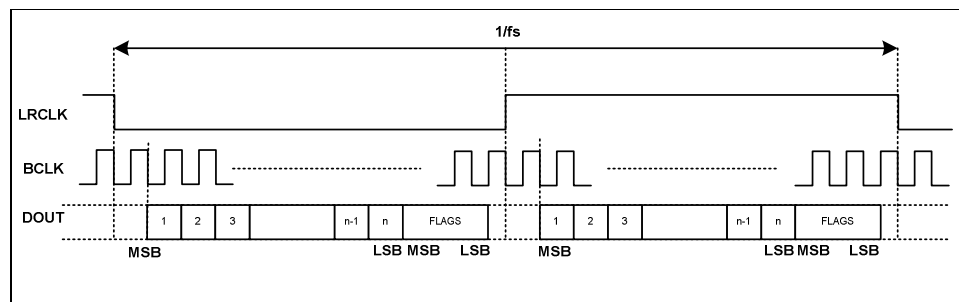 1/fs
LRCLK
BCLK
DOUT 1 2 3 n-1 n FLAGS 1 2 3 n-1 n FLAGS
MSB LSB MSB LSB MSB LSB MSB LSB